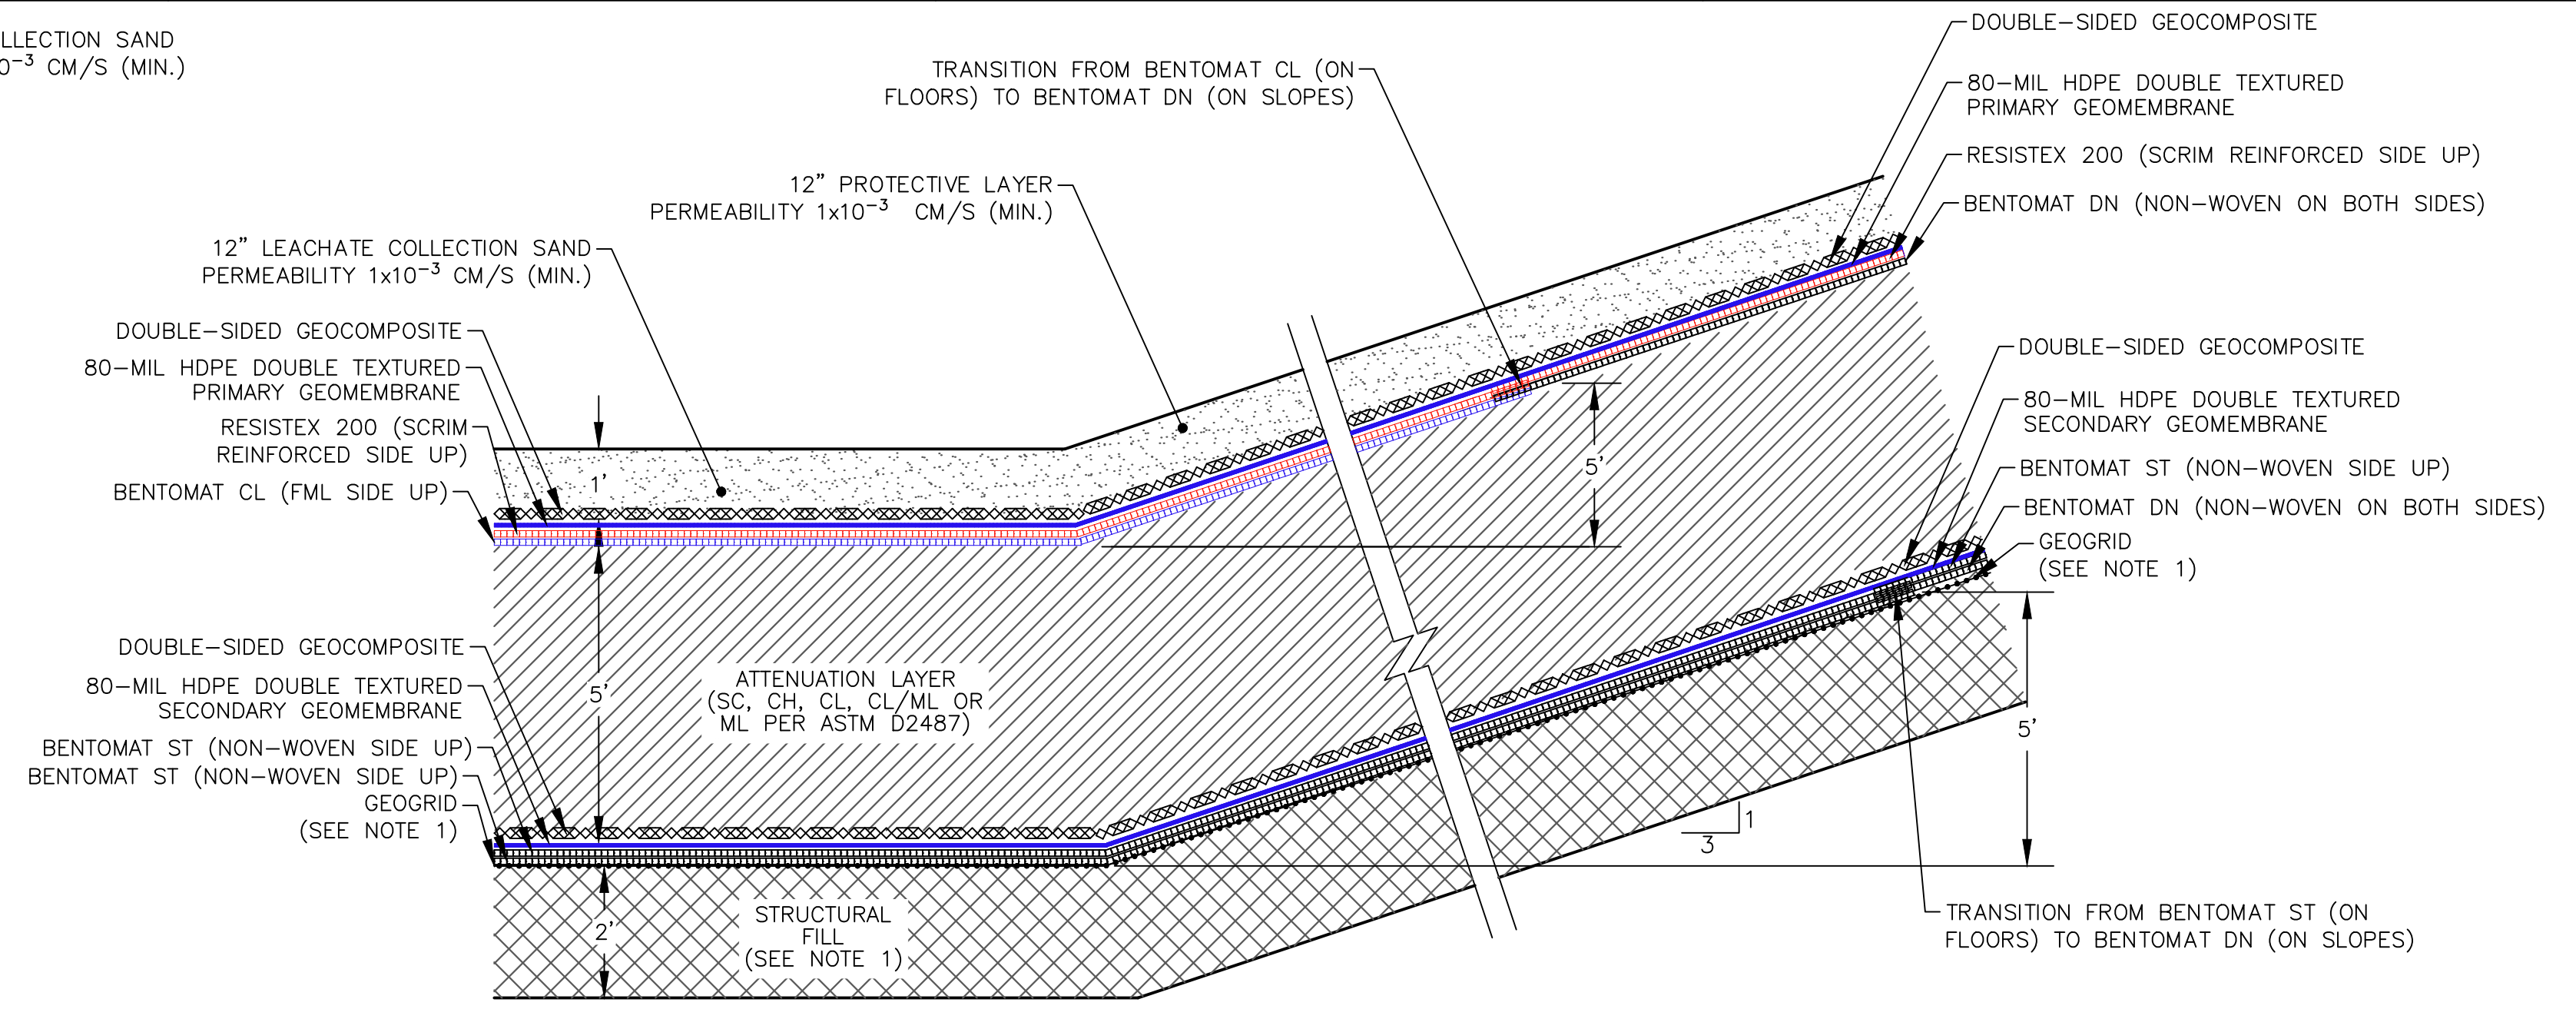 LLECTION SAND
0⁻³ CM/S (MIN.)
TRANSITION FROM BENTOMAT CL (ON
FLOORS) TO BENTOMAT DN (ON SLOPES)
12" PROTECTIVE LAYER
PERMEABILITY 1x10⁻³ CM/S (MIN.)
12" LEACHATE COLLECTION SAND
PERMEABILITY 1x10⁻³ CM/S (MIN.)
DOUBLE-SIDED GEOCOMPOSITE
80-MIL HDPE DOUBLE TEXTURED
PRIMARY GEOMEMBRANE
RESISTEX 200 (SCRIM
REINFORCED SIDE UP)
BENTOMAT CL (FML SIDE UP)
1'
DOUBLE-SIDED GEOCOMPOSITE
80-MIL HDPE DOUBLE TEXTURED
SECONDARY GEOMEMBRANE
BENTOMAT ST (NON-WOVEN SIDE UP)
BENTOMAT ST (NON-WOVEN SIDE UP)
GEOGRID
(SEE NOTE 1)
5'
ATTENUATION LAYER
(SC, CH, CL, CL/ML OR
ML PER ASTM D2487)
2'
STRUCTURAL
FILL
(SEE NOTE 1)
DOUBLE-SIDED GEOCOMPOSITE
80-MIL HDPE DOUBLE TEXTURED
PRIMARY GEOMEMBRANE
RESISTEX 200 (SCRIM REINFORCED SIDE UP)
BENTOMAT DN (NON-WOVEN ON BOTH SIDES)
5'
DOUBLE-SIDED GEOCOMPOSITE
80-MIL HDPE DOUBLE TEXTURED
SECONDARY GEOMEMBRANE
BENTOMAT ST (NON-WOVEN SIDE UP)
BENTOMAT DN (NON-WOVEN ON BOTH SIDES)
GEOGRID
(SEE NOTE 1)
5'
1
3
TRANSITION FROM BENTOMAT ST (ON
FLOORS) TO BENTOMAT DN (ON SLOPES)